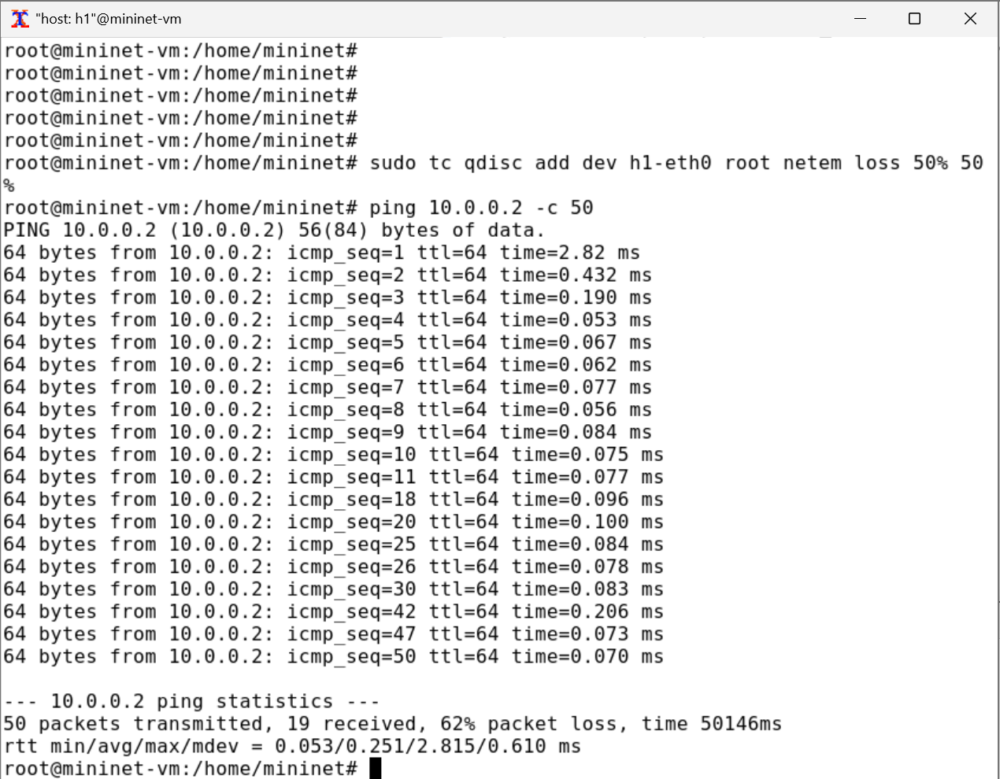 "host: h1"@mininet-vm
root@mininet-vm:/home/mininet#
root@mininet-vm:/home/mininet#
root@mininet-vm:/home/mininet#
root@mininet-vm:/home/mininet#
root@mininet-vm:/home/mininet#
root@mininet-vm:/home/mininet# sudo tc qdisc add dev h1-eth0 root netem loss 50% 50
%
root@mininet-vm:/home/mininet# ping 10.0.0.2 -c 50
PING 10.0.0.2 (10.0.0.2) 56(84) bytes of data.
64 bytes from 10.0.0.2: icmp_seq=1 ttl=64 time=2.82 ms
64 bytes from 10.0.0.2: icmp_seq=2 ttl=64 time=0.432 ms
64 bytes from 10.0.0.2: icmp_seq=3 ttl=64 time=0.190 ms
64 bytes from 10.0.0.2: icmp_seq=4 ttl=64 time=0.053 ms
64 bytes from 10.0.0.2: icmp_seq=5 ttl=64 time=0.067 ms
64 bytes from 10.0.0.2: icmp_seq=6 ttl=64 time=0.062 ms
64 bytes from 10.0.0.2: icmp_seq=7 ttl=64 time=0.077 ms
64 bytes from 10.0.0.2: icmp_seq=8 ttl=64 time=0.056 ms
64 bytes from 10.0.0.2: icmp_seq=9 ttl=64 time=0.084 ms
64 bytes from 10.0.0.2: icmp_seq=10 ttl=64 time=0.075 ms
64 bytes from 10.0.0.2: icmp_seq=11 ttl=64 time=0.077 ms
64 bytes from 10.0.0.2: icmp_seq=18 ttl=64 time=0.096 ms
64 bytes from 10.0.0.2: icmp_seq=20 ttl=64 time=0.100 ms
64 bytes from 10.0.0.2: icmp_seq=25 ttl=64 time=0.084 ms
64 bytes from 10.0.0.2: icmp_seq=26 ttl=64 time=0.078 ms
64 bytes from 10.0.0.2: icmp_seq=30 ttl=64 time=0.083 ms
64 bytes from 10.0.0.2: icmp_seq=42 ttl=64 time=0.206 ms
64 bytes from 10.0.0.2: icmp_seq=47 ttl=64 time=0.073 ms
64 bytes from 10.0.0.2: icmp_seq=50 ttl=64 time=0.070 ms
--- 10.0.0.2 ping statistics ---
50 packets transmitted, 19 received, 62% packet loss, time 50146ms
rtt min/avg/max/mdev = 0.053/0.251/2.815/0.610 ms
root@mininet-vm:/home/mininet#